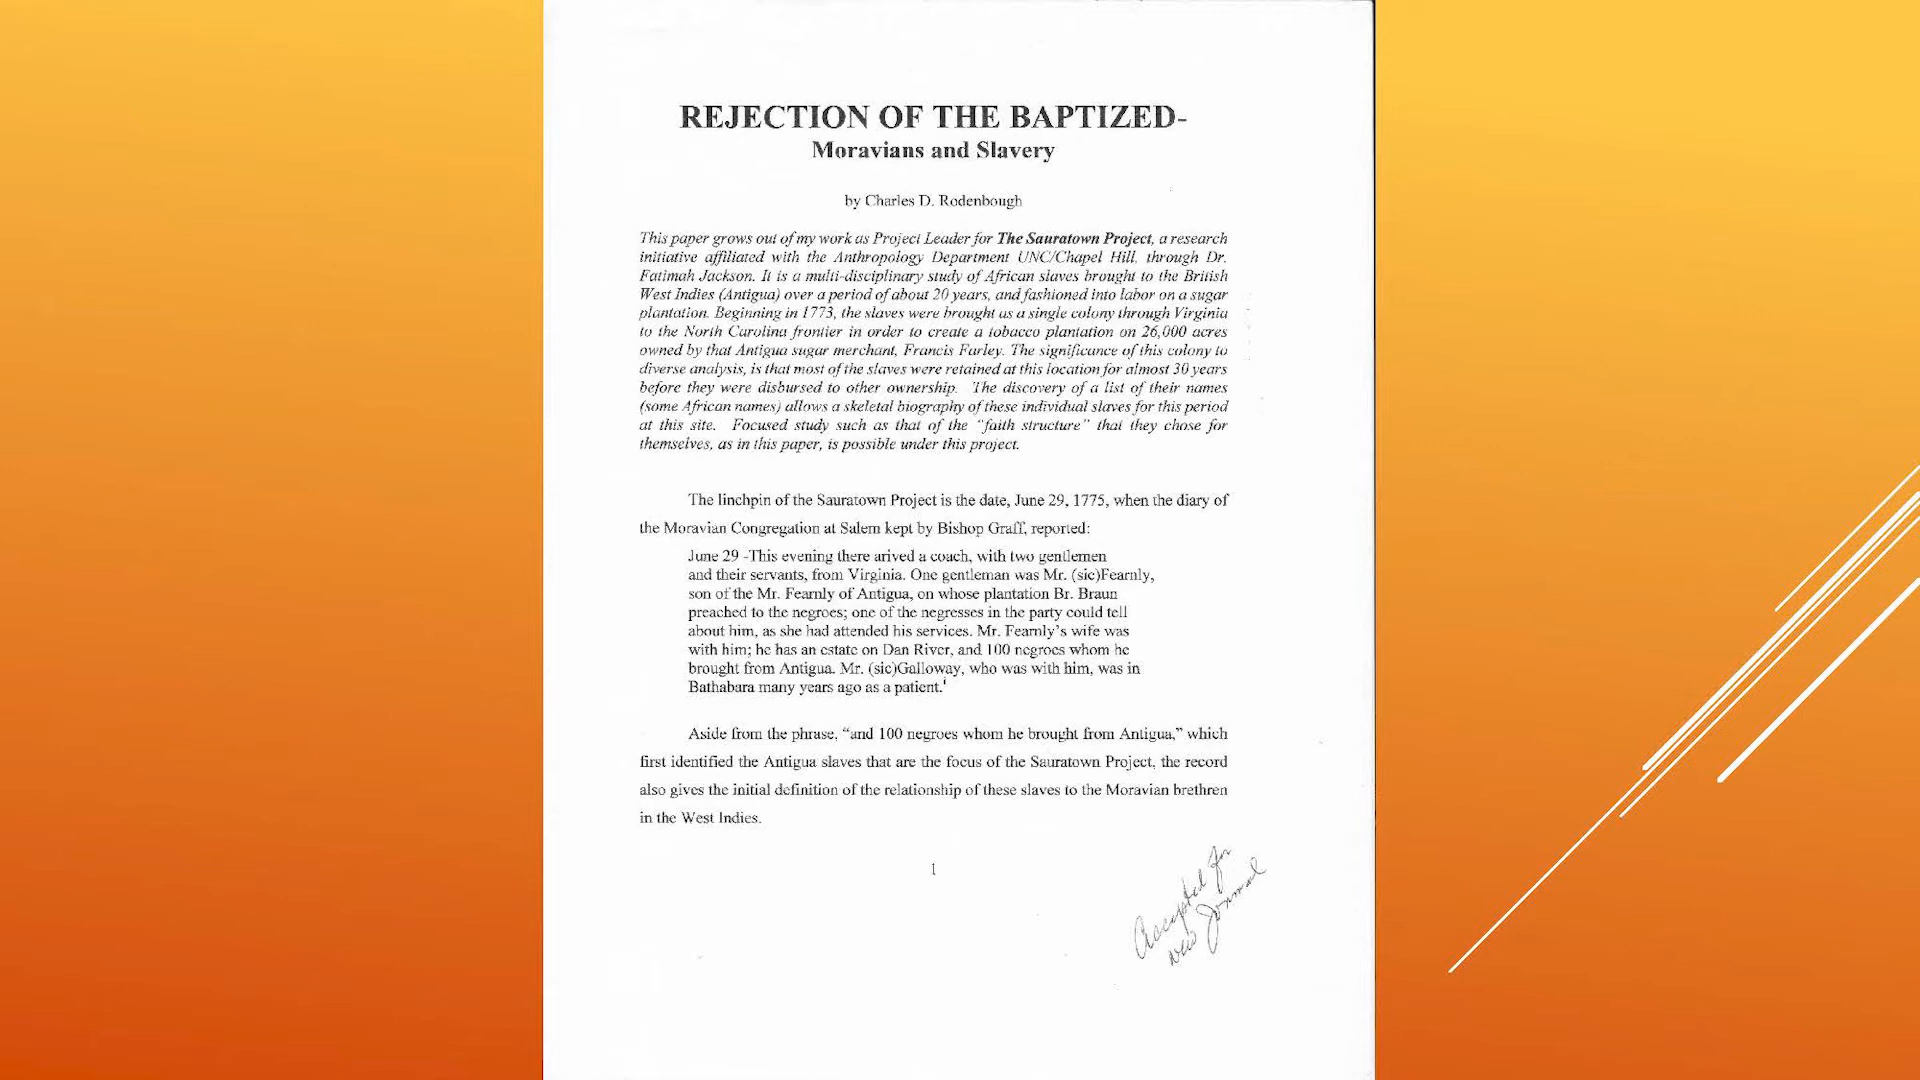 REJECTION OF THE BAPTIZED-
Moravians and Slavery
by Charles D. Rodenbough
This paper grows out of my work as Project Leader for The Sauratown Project, a research
initiative affiliated with the Anthropology Department UNC/Chapel Hill, through Dr.
Fatimah Jackson. It is a multi-disciplinary study of African slaves brought to the British
West Indies (Antigua) over a period of about 20 years, and fashioned into labor on a sugar
plantation. Beginning in 1773, the slaves were brought as a single colony through Virginia
to the North Carolina frontier in order to create a tobacco plantation on 26,000 acres
owned by that Antigua sugar merchant, Francis Farley. The significance of this colony to
diverse analysis, is that most of the slaves were retained at this location for almost 30 years
before they were disbursed to other ownership. The discovery of a list of their names
(some African names) allows a skeletal biography of these individual slaves for this period
at this site. Focused study such as that of the "faith structure" that they chose for
themselves, as in this paper, is possible under this project.
The linchpin of the Sauratown Project is the date, June 29, 1775, when the diary of
the Moravian Congregation at Salem kept by Bishop Graff, reported:
June 29 -This evening there arived a coach, with two gentlemen
and their servants, from Virginia. One gentleman was Mr. (sic)Fearnly,
son of the Mr. Fearnly of Antigua, on whose plantation Br. Braun
preached to the negroes; one of the negresses in the party could tell
about him, as she had attended his services. Mr. Fearnly's wife was
with him; he has an estate on Dan River, and 100 negroes whom he
brought from Antigua. Mr. (sic)Galloway, who was with him, was in
Bathabara many years ago as a patient.¹
Aside from the phrase, "and 100 negroes whom he brought from Antigua," which
first identified the Antigua slaves that are the focus of the Sauratown Project, the record
also gives the initial definition of the relationship of these slaves to the Moravian brethren
in the West Indies.
1
Accepted for
new Journal